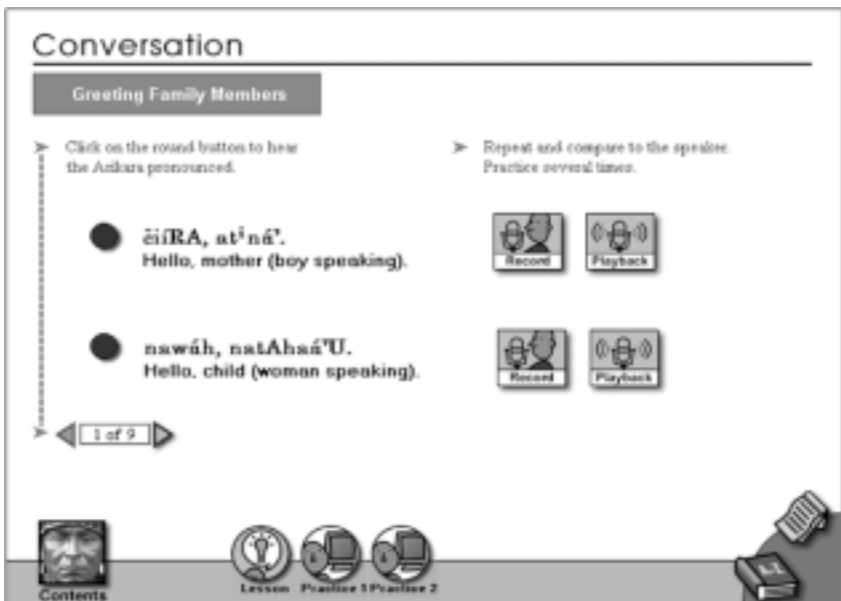 Conversation
Greeting Family Members
Click on the round button to hear
the Arikara pronounced.
Repeat and compare to the speaker.
Practice several times.
čiíRA, atⁱná'.
Hello, mother (boy speaking).
Record
Playback
nawáh, natAhaá'U.
Hello, child (woman speaking).
Record
Playback
1 of 9
Contents
Lesson
Practice 1
Practice 2